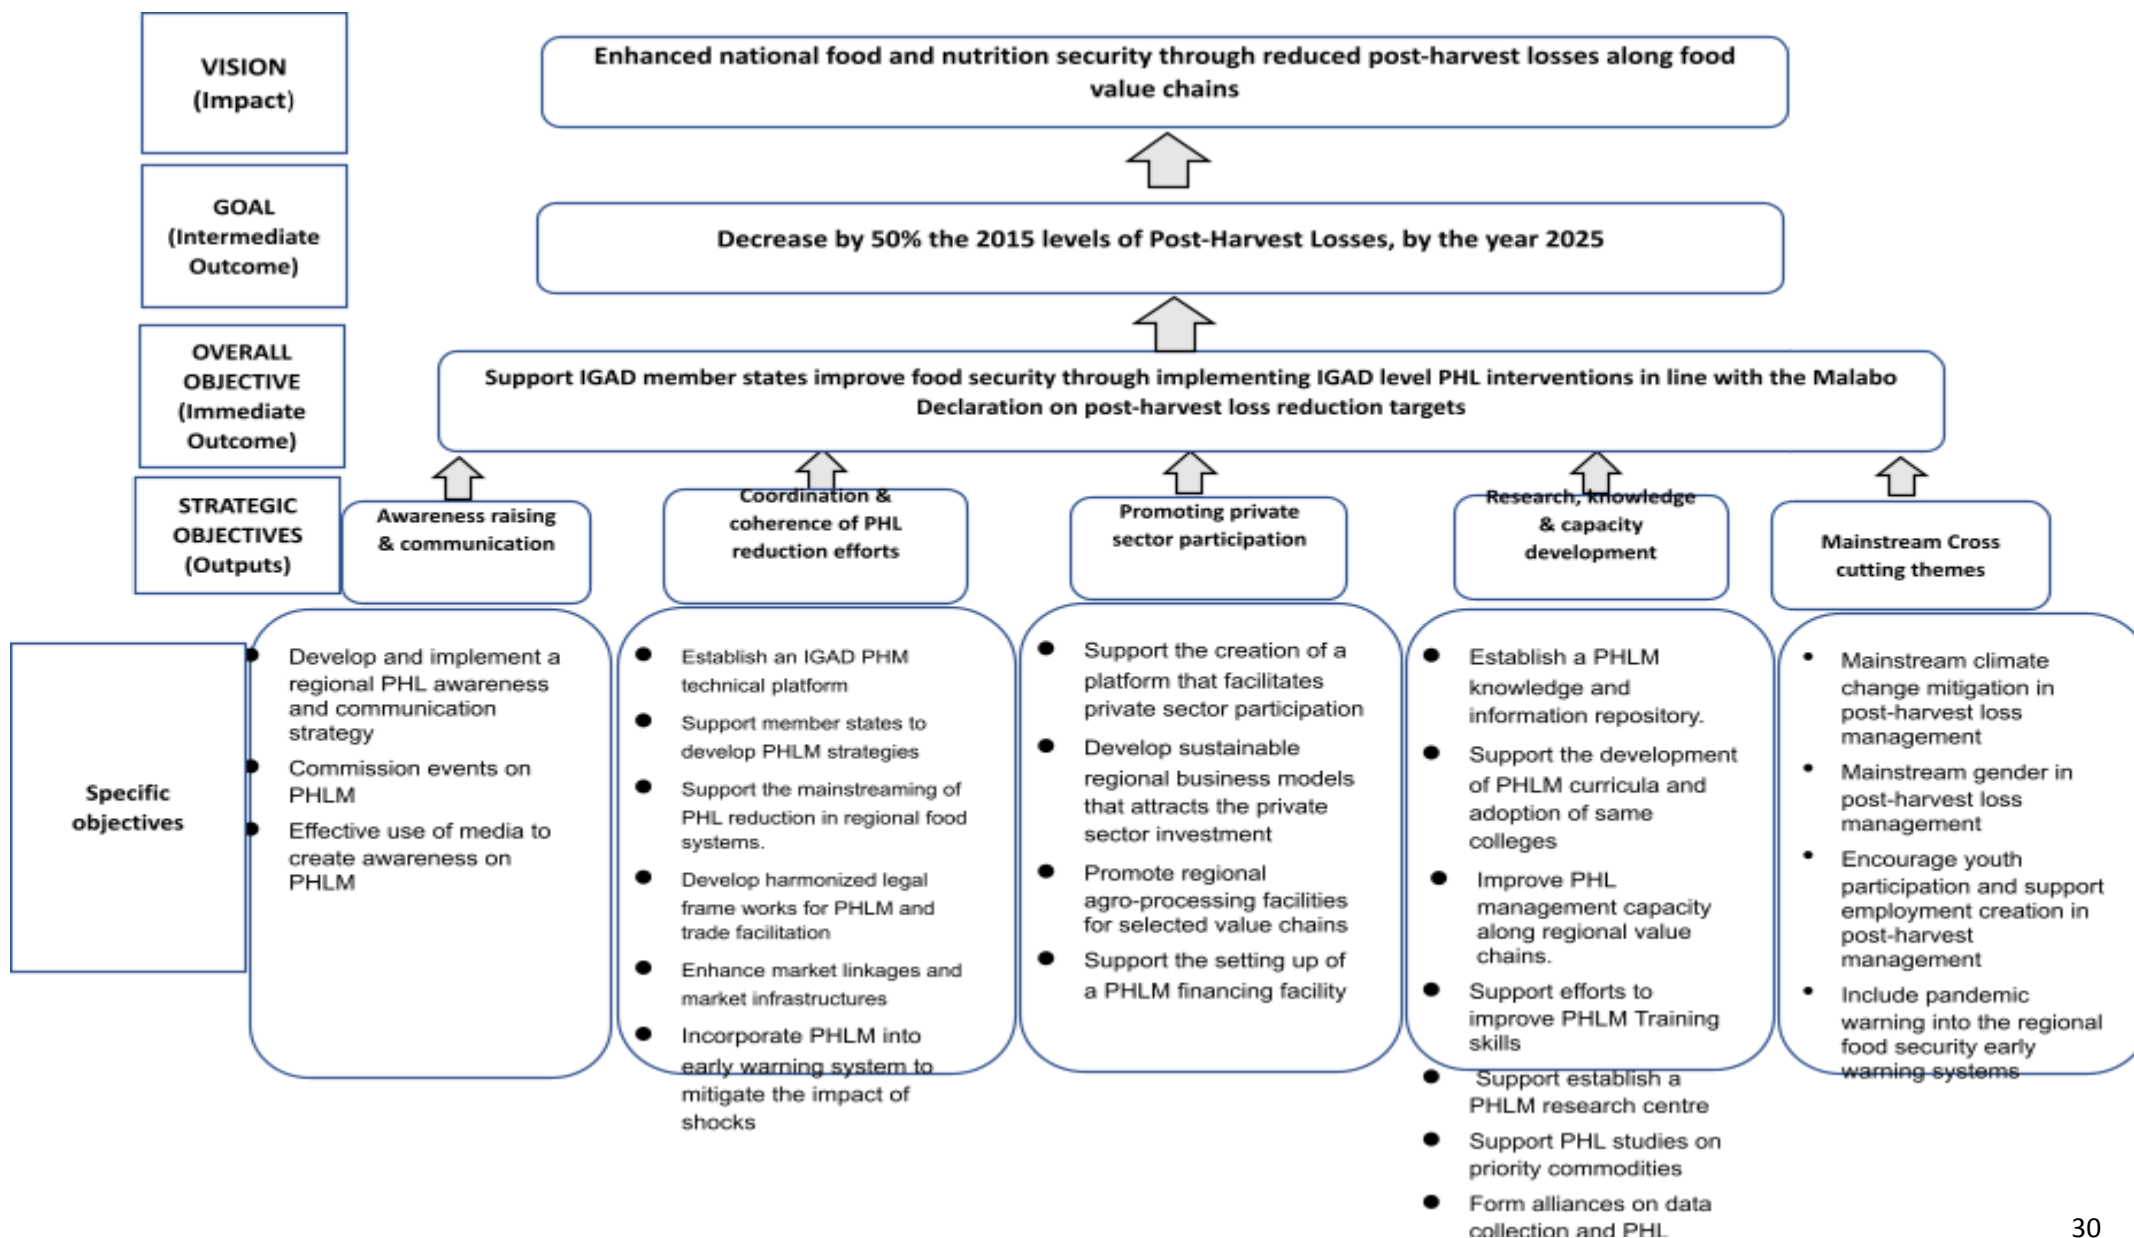 VISION
(Impact)
Enhanced national food and nutrition security through reduced post-harvest losses along food
value chains
GOAL
(Intermediate
Outcome)
Decrease by 50% the 2015 levels of Post-Harvest Losses, by the year 2025
OVERALL
OBJECTIVE
(Immediate
Outcome)
Support IGAD member states improve food security through implementing IGAD level PHL interventions in line with the Malabo
Declaration on post-harvest loss reduction targets
STRATEGIC
OBJECTIVES
(Outputs)
Awareness raising
& communication
Coordination &
coherence of PHL
reduction efforts
Promoting private
sector participation
Research, knowledge
& capacity
development
Mainstream Cross
cutting themes
Specific
objectives
● Develop and implement a
regional PHL awareness
and communication
strategy
● Commission events on
PHLM
● Effective use of media to
create awareness on
PHLM
● Establish an IGAD PHM
technical platform
● Support member states to
develop PHLM strategies
● Support the mainstreaming of
PHL reduction in regional food
systems.
● Develop harmonized legal
frame works for PHLM and
trade facilitation
● Enhance market linkages and
market infrastructures
● Incorporate PHLM into
early warning system to
mitigate the impact of
shocks
● Support the creation of a
platform that facilitates
private sector participation
● Develop sustainable
regional business models
that attracts the private
sector investment
● Promote regional
agro-processing facilities
for selected value chains
● Support the setting up of
a PHLM financing facility
● Establish a PHLM
knowledge and
information repository.
● Support the development
of PHLM curricula and
adoption of same
colleges
● Improve PHL
management capacity
along regional value
chains.
● Support efforts to
improve PHLM Training
skills
● Support establish a
PHLM research centre
● Support PHL studies on
priority commodities
● Form alliances on data
collection and PHL
• Mainstream climate
change mitigation in
post-harvest loss
management
• Mainstream gender in
post-harvest loss
management
• Encourage youth
participation and support
employment creation in
post-harvest
management
• Include pandemic
warning into the regional
food security early
warning systems
30